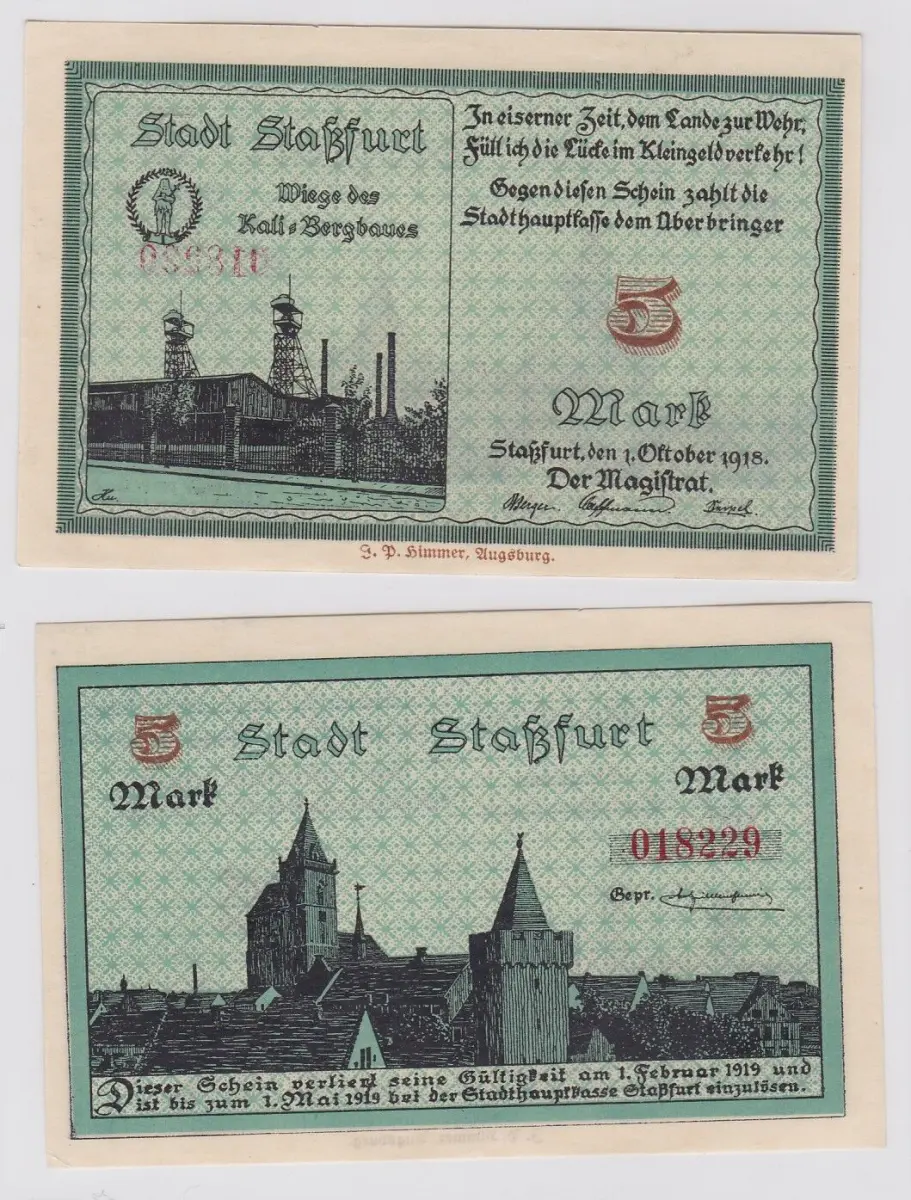 Stadt Staßfurt
Wiege des
Kali-Bergbaues
In eiserner Zeit, dem Lande zur Wehr,
Füll ich die Lücke im Kleingeldverkehr!
Gegen diesen Schein zahlt die
Stadthauptkasse dem Überbringer
5
Mark
Staßfurt, den 1. Oktober 1918.
Der Magistrat.
J. P. Himmer, Augsburg.
5 Stadt Staßfurt 5
Mark Mark
018229
Gepr.
Dieser Schein verliert seine Gültigkeit am 1. Februar 1919 und
ist bis zum 1. Mai 1919 bei der Stadthauptkasse Staßfurt einzulösen.